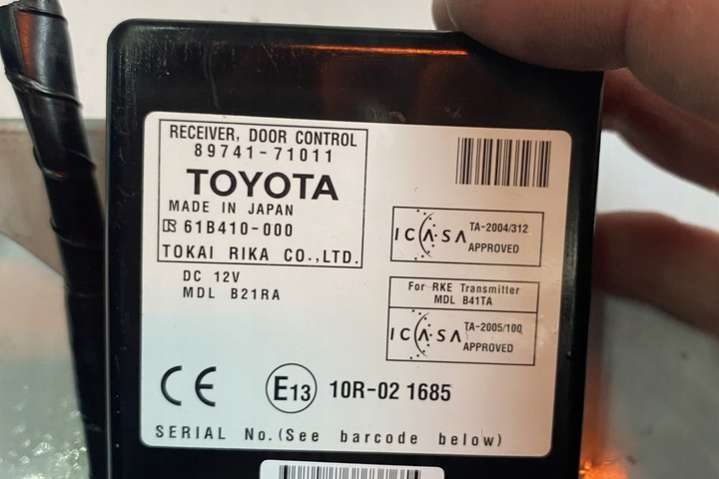 RECEIVER, DOOR CONTROL
89741-71011
TOYOTA
MADE IN JAPAN
61B410-000
TOKAI RIKA CO.,LTD.
DC 12V
MDL B21RA
ICASA TA-2004/312
APPROVED
For RKE Transmitter
MDL B41TA
ICASA TA-2005/100
APPROVED
CE E13 10R-02 1685
SERIAL No.(See barcode below)